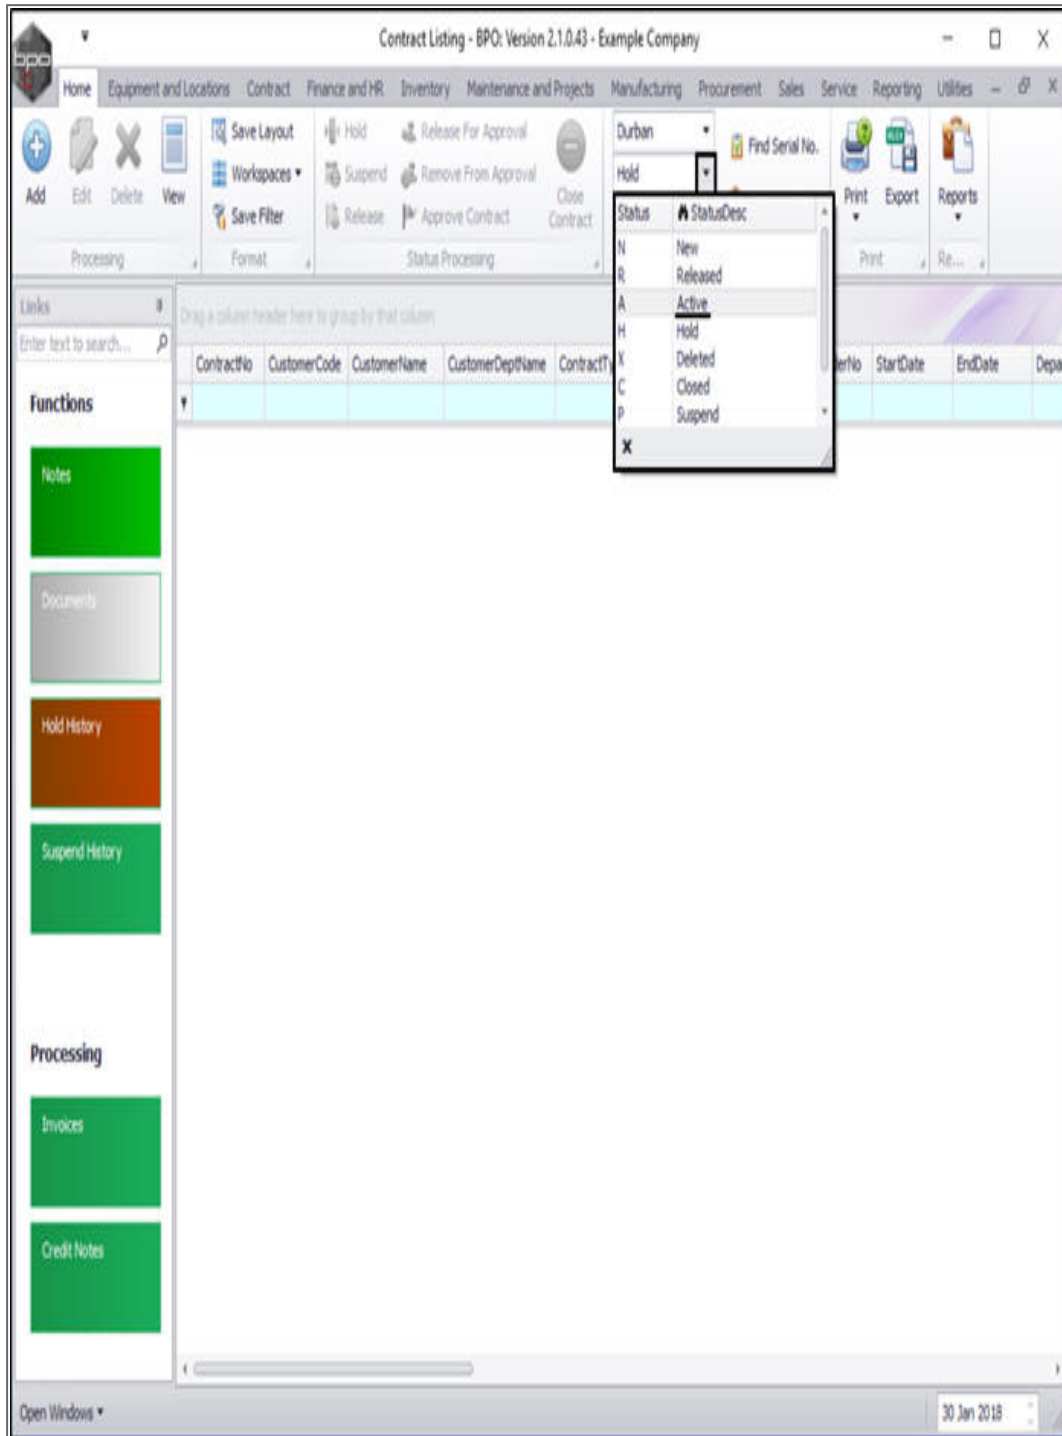 Contract Listing - BPO: Version 2.1.0.43 - Example Company
bpo
Home Equipment and Locations Contract Finance and HR Inventory Maintenance and Projects Manufacturing Procurement Sales Service Reporting Utilities
Add Edit Delete View
Processing
Save Layout
Workspaces
Save Filter
Format
Hold Release For Approval
Suspend Remove From Approval
Release Approve Contract
Close Contract
Status Processing
Durban
Hold
Find Serial No.
Print Export
Print
Reports
Re...
Status StatusDesc
N New
R Released
A Active
H Hold
X Deleted
C Closed
P Suspend
Links
Enter text to search...
Drag a column header here to group by that column
ContractNo CustomerCode CustomerName CustomerDeptName ContractTy erNo StartDate EndDate Depa
Functions
Notes
Documents
Hold History
Suspend History
Processing
Invoices
Credit Notes
Open Windows
30 Jan 2018